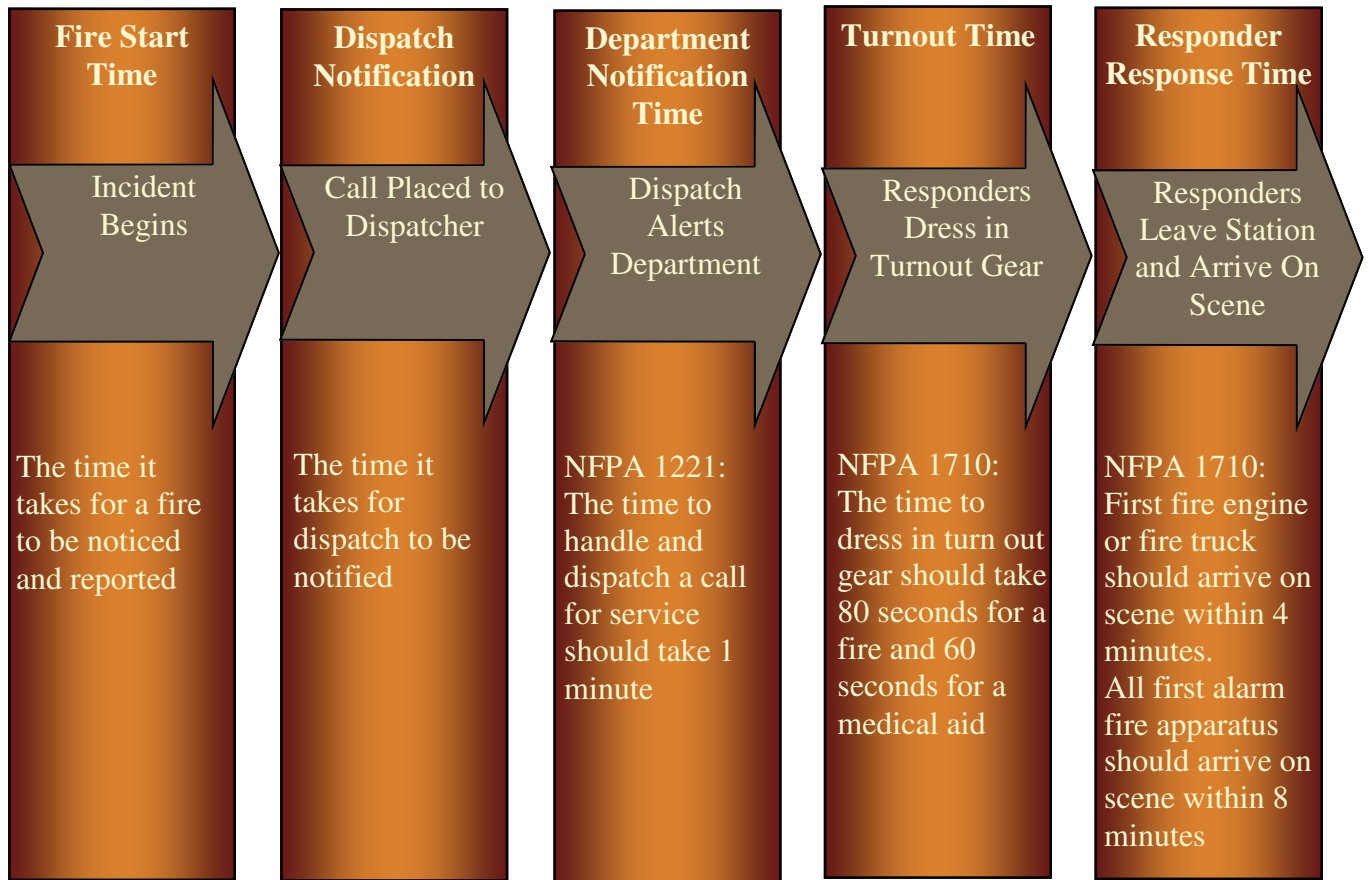 Fire Start
Time
Incident
Begins
The time it
takes for a fire
to be noticed
and reported
Dispatch
Notification
Call Placed to
Dispatcher
The time it
takes for
dispatch to be
notified
Department
Notification
Time
Dispatch
Alerts
Department
NFPA 1221:
The time to
handle and
dispatch a call
for service
should take 1
minute
Turnout Time
Responders
Dress in
Turnout Gear
NFPA 1710:
The time to
dress in turn out
gear should take
80 seconds for a
fire and 60
seconds for a
medical aid
Responder
Response Time
Responders
Leave Station
and Arrive On
Scene
NFPA 1710:
First fire engine
or fire truck
should arrive on
scene within 4
minutes.
All first alarm
fire apparatus
should arrive on
scene within 8
minutes